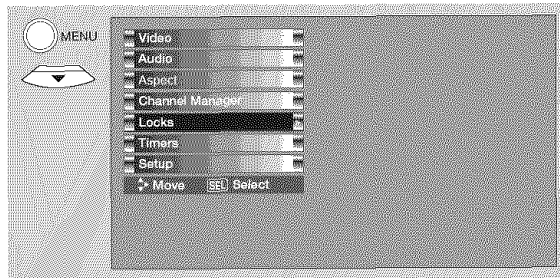 MENU
Video
Audio
Aspect
Channel Manager
Locks
Timers
Setup
Move SEL Select